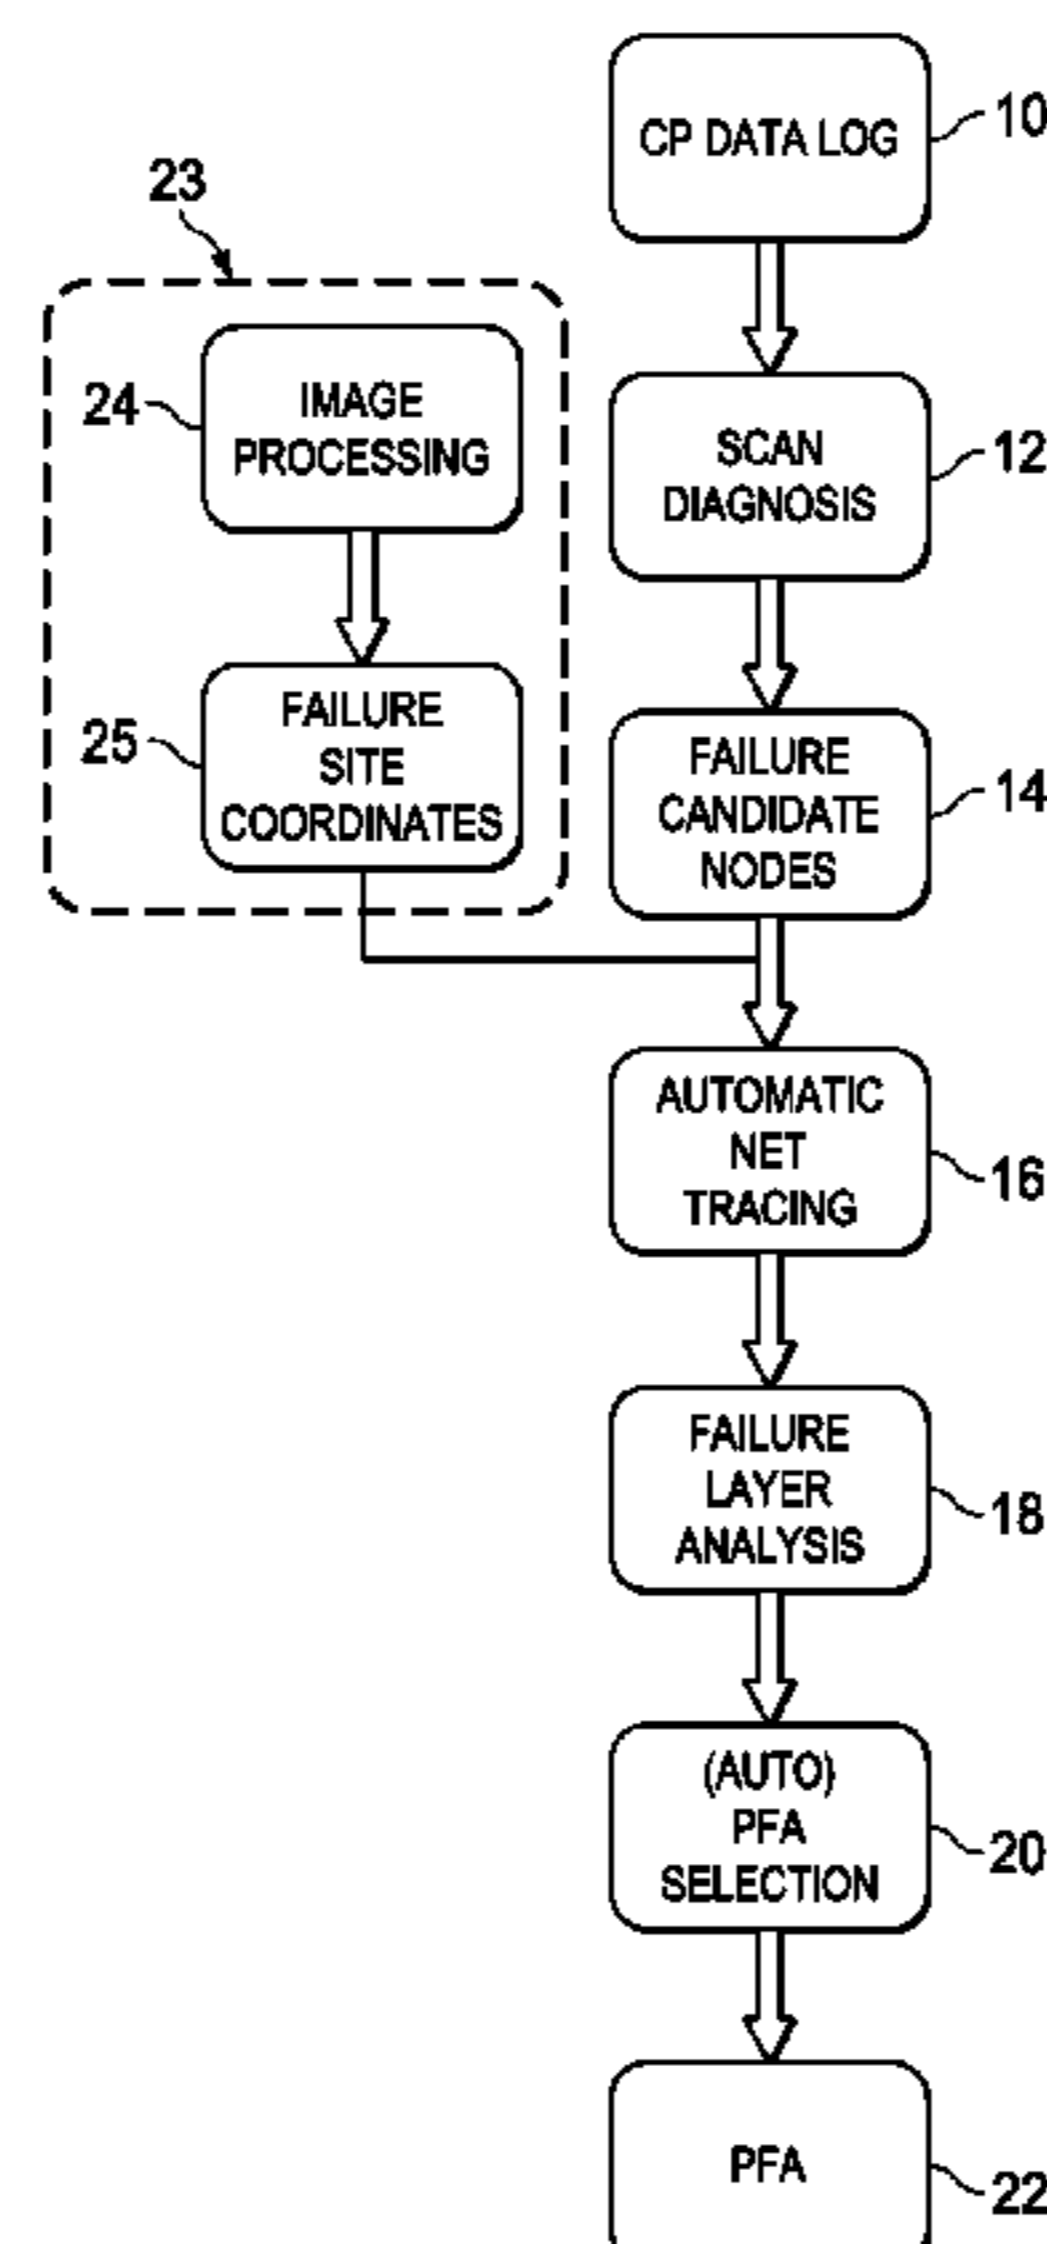 10
CP DATA LOG
23
24
IMAGE
PROCESSING
12
SCAN
DIAGNOSIS
25
FAILURE
SITE
COORDINATES
14
FAILURE
CANDIDATE
NODES
16
AUTOMATIC
NET
TRACING
18
FAILURE
LAYER
ANALYSIS
20
(AUTO)
PFA
SELECTION
22
PFA